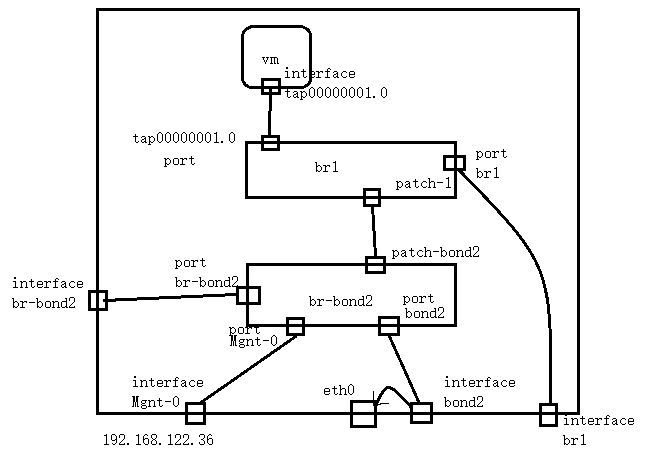 vm
interface
tap00000001.0
tap00000001.0
port
br1
port
br1
patch-1
patch-bond2
port
br-bond2
interface
br-bond2
br-bond2
port
bond2
port
Mgnt-0
interface
Mgnt-0
eth0
interface
bond2
interface
br1
192.168.122.36